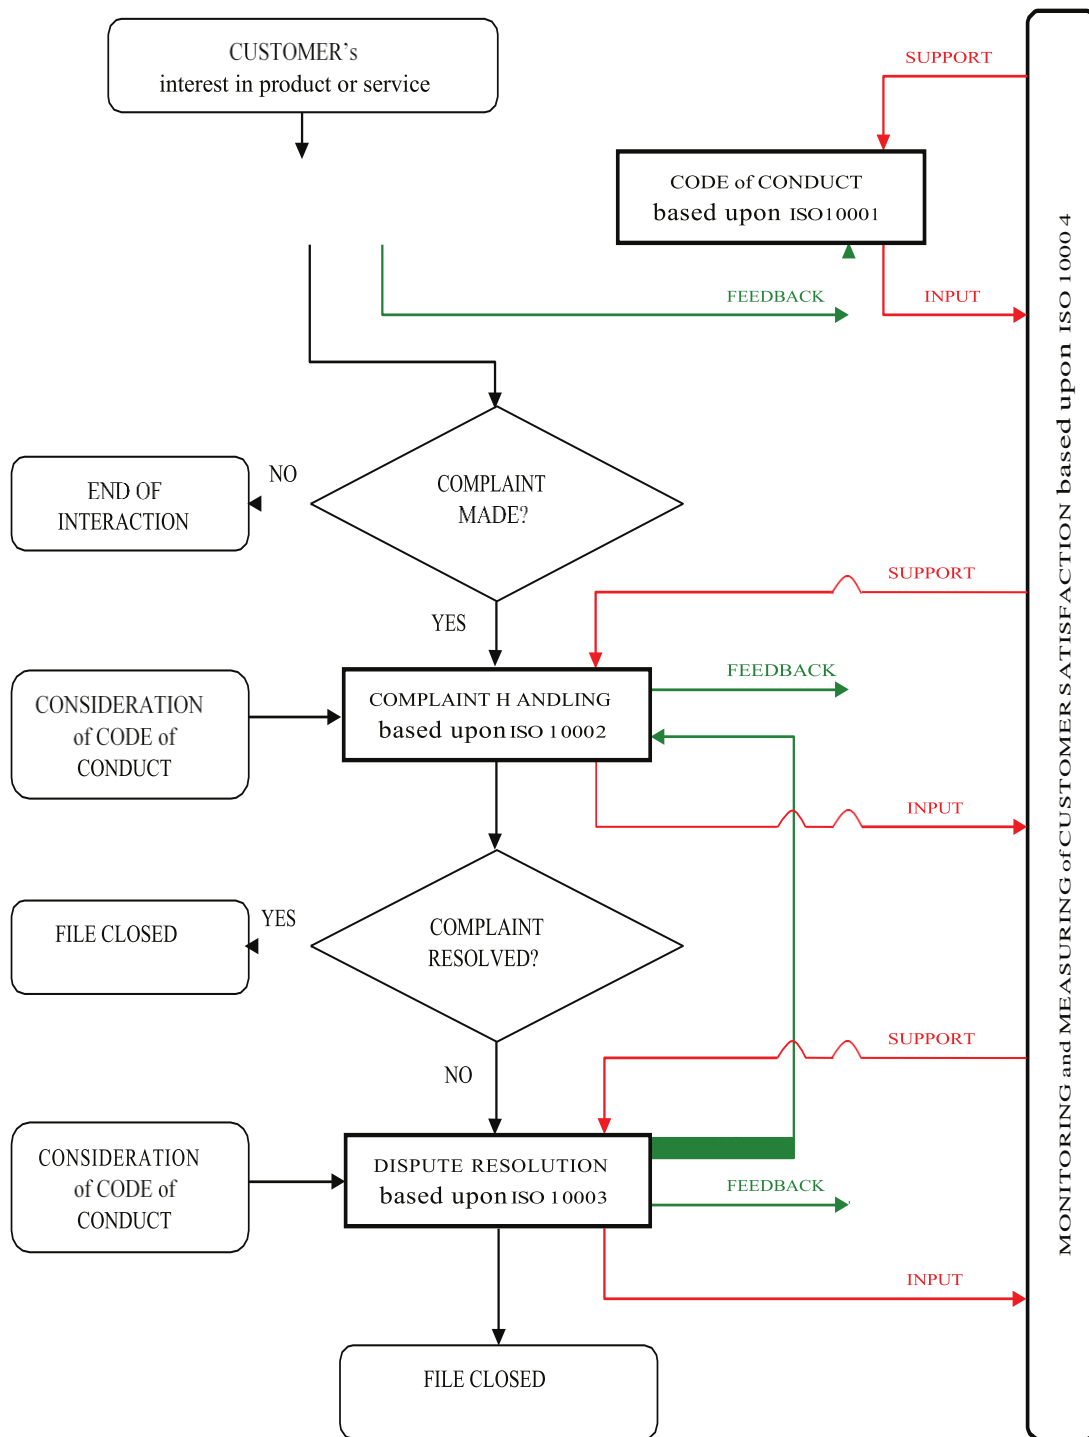 CUSTOMER's
interest in product or service
SUPPORT
CODE of CONDUCT
based upon ISO10001
FEEDBACK
INPUT
COMPLAINT
MADE?
NO
END OF
INTERACTION
YES
SUPPORT
CONSIDERATION
of CODE of
CONDUCT
COMPLAINT H ANDLING
based upon ISO 10002
FEEDBACK
INPUT
COMPLAINT
RESOLVED?
YES
FILE CLOSED
NO
SUPPORT
CONSIDERATION
of CODE of
CONDUCT
DISPUTE RESOLUTION
based upon ISO 10003
FEEDBACK
INPUT
FILE CLOSED
MONITORING and MEASURING of CUSTOMER SATISFACTION based upon ISO 10004